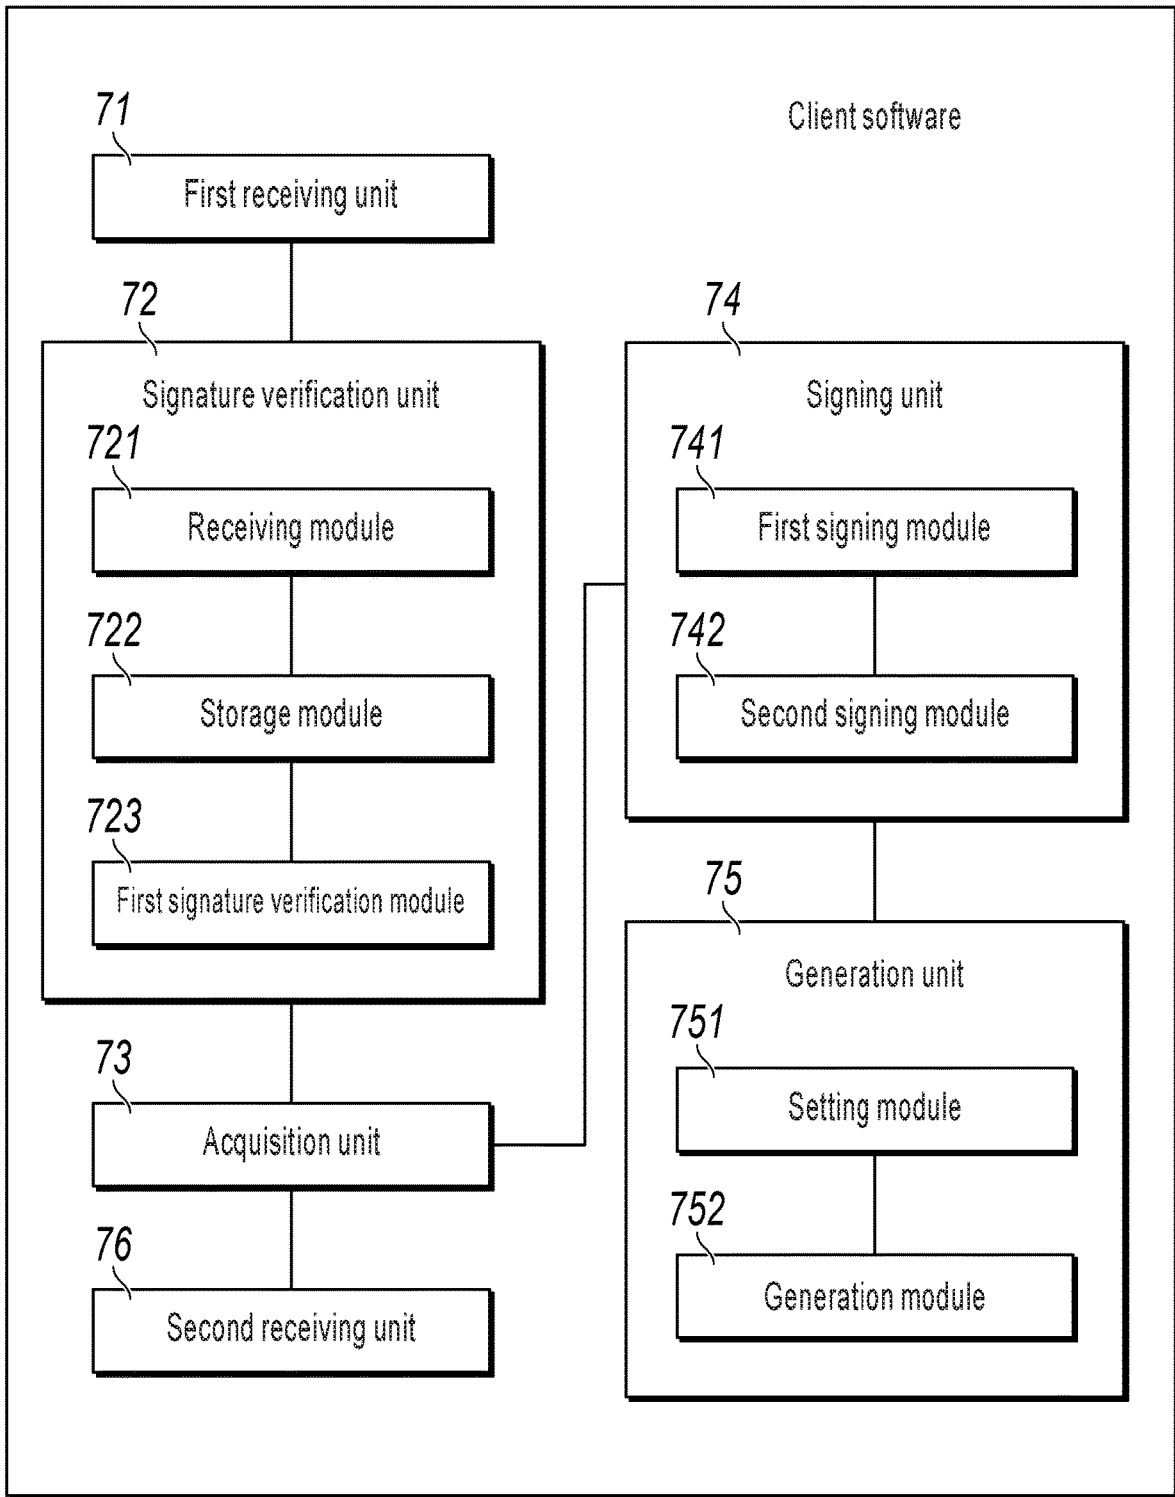 Client software
71
First receiving unit
72
Signature verification unit
721
Receiving module
722
Storage module
723
First signature verification module
73
Acquisition unit
76
Second receiving unit
74
Signing unit
741
First signing module
742
Second signing module
75
Generation unit
751
Setting module
752
Generation module